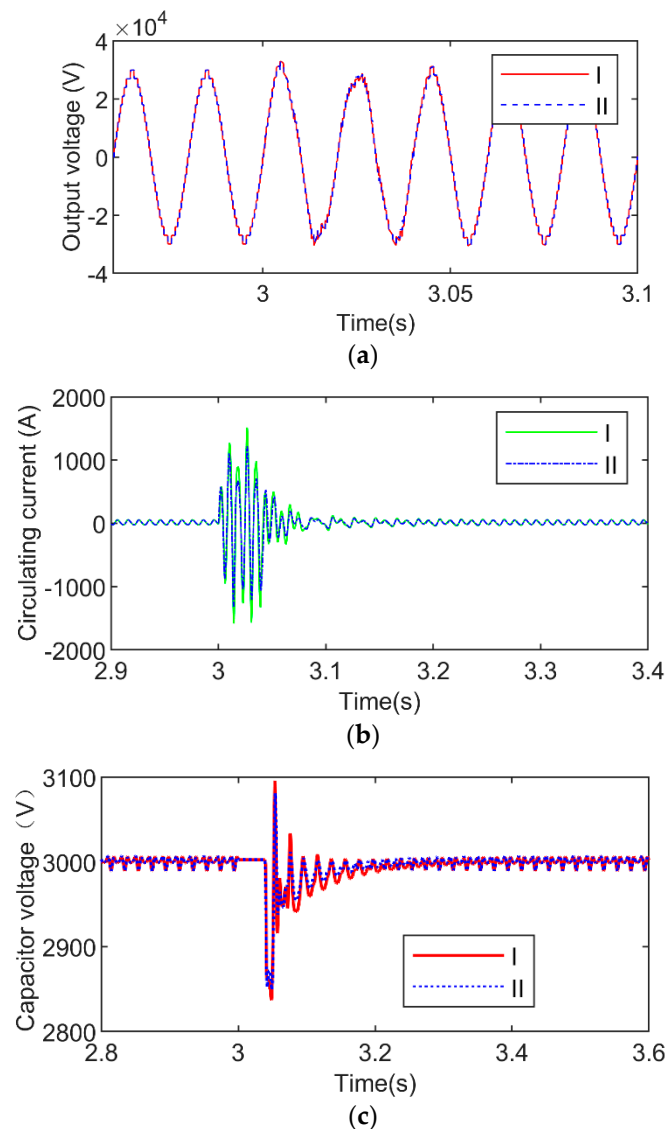 ×10⁴
4
2
0
-2
-4
Output voltage (V)
I
II
3
3.05
3.1
Time(s)
(a)
2000
1000
0
-1000
-2000
Circulating current (A)
I
II
2.9
3
3.1
3.2
3.3
3.4
Time(s)
(b)
3100
3000
2900
2800
Capacitor voltage（V）
I
II
2.8
3
3.2
3.4
3.6
Time(s)
(c)